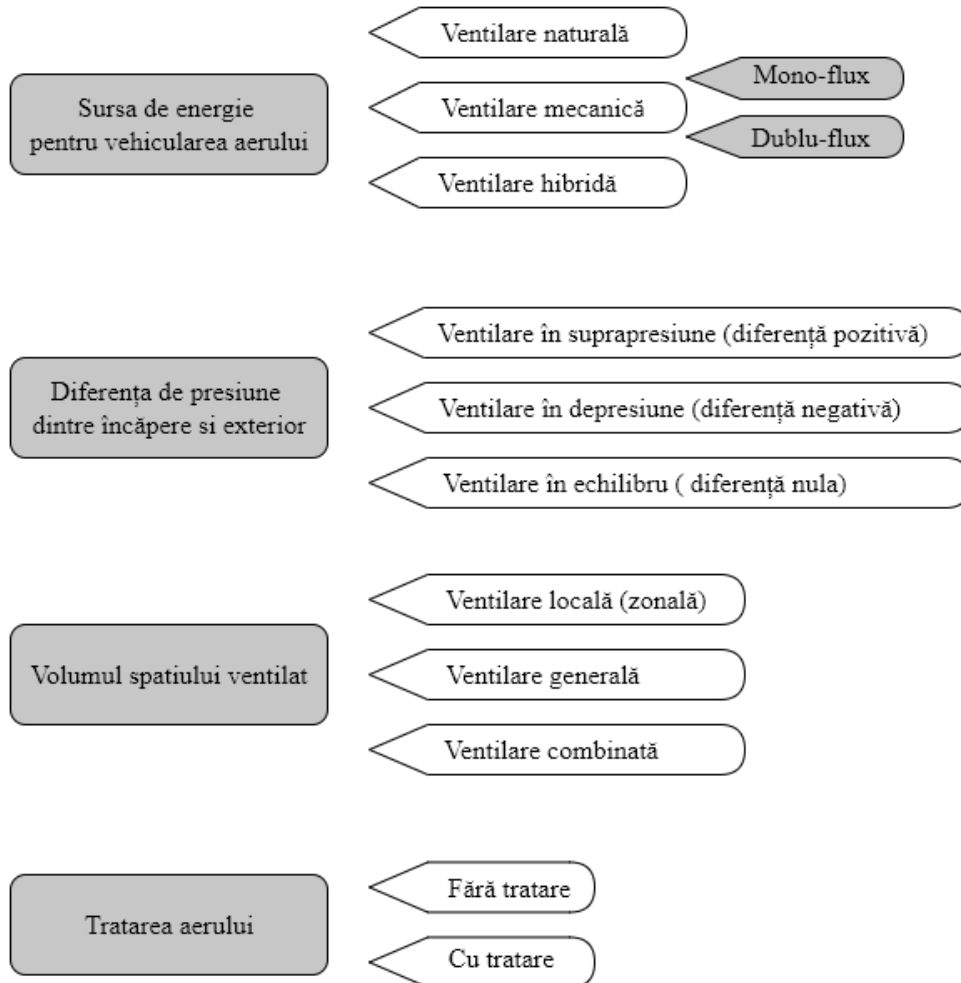 Ventilare naturală
Mono-flux
Sursa de energie
pentru vehicularea aerului
Ventilare mecanică
Dublu-flux
Ventilare hibridă
Ventilare în suprapresiune (diferență pozitivă)
Diferența de presiune
dintre încăpere si exterior
Ventilare în depresiune (diferență negativă)
Ventilare în echilibru ( diferență nula)
Ventilare locală (zonală)
Volumul spatiului ventilat
Ventilare generală
Ventilare combinată
Fără tratare
Tratarea aerului
Cu tratare